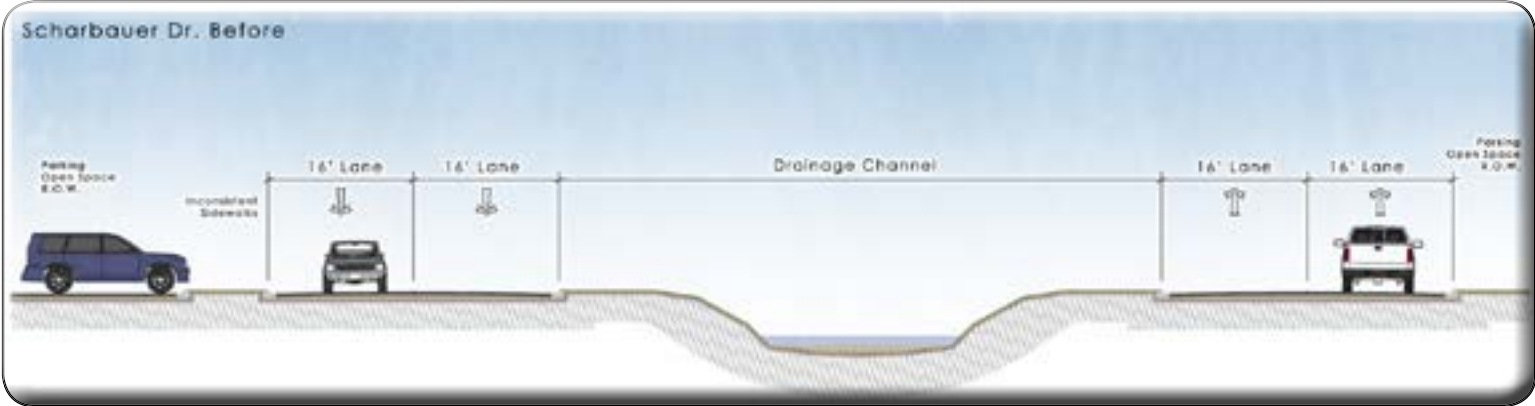 Scharbauer Dr. Before
Parking
Open Space
R.O.W.
Inconsistent
Sidewalks
16' Lane
16' Lane
Drainage Channel
16' Lane
16' Lane
Parking
Open Space
R.O.W.